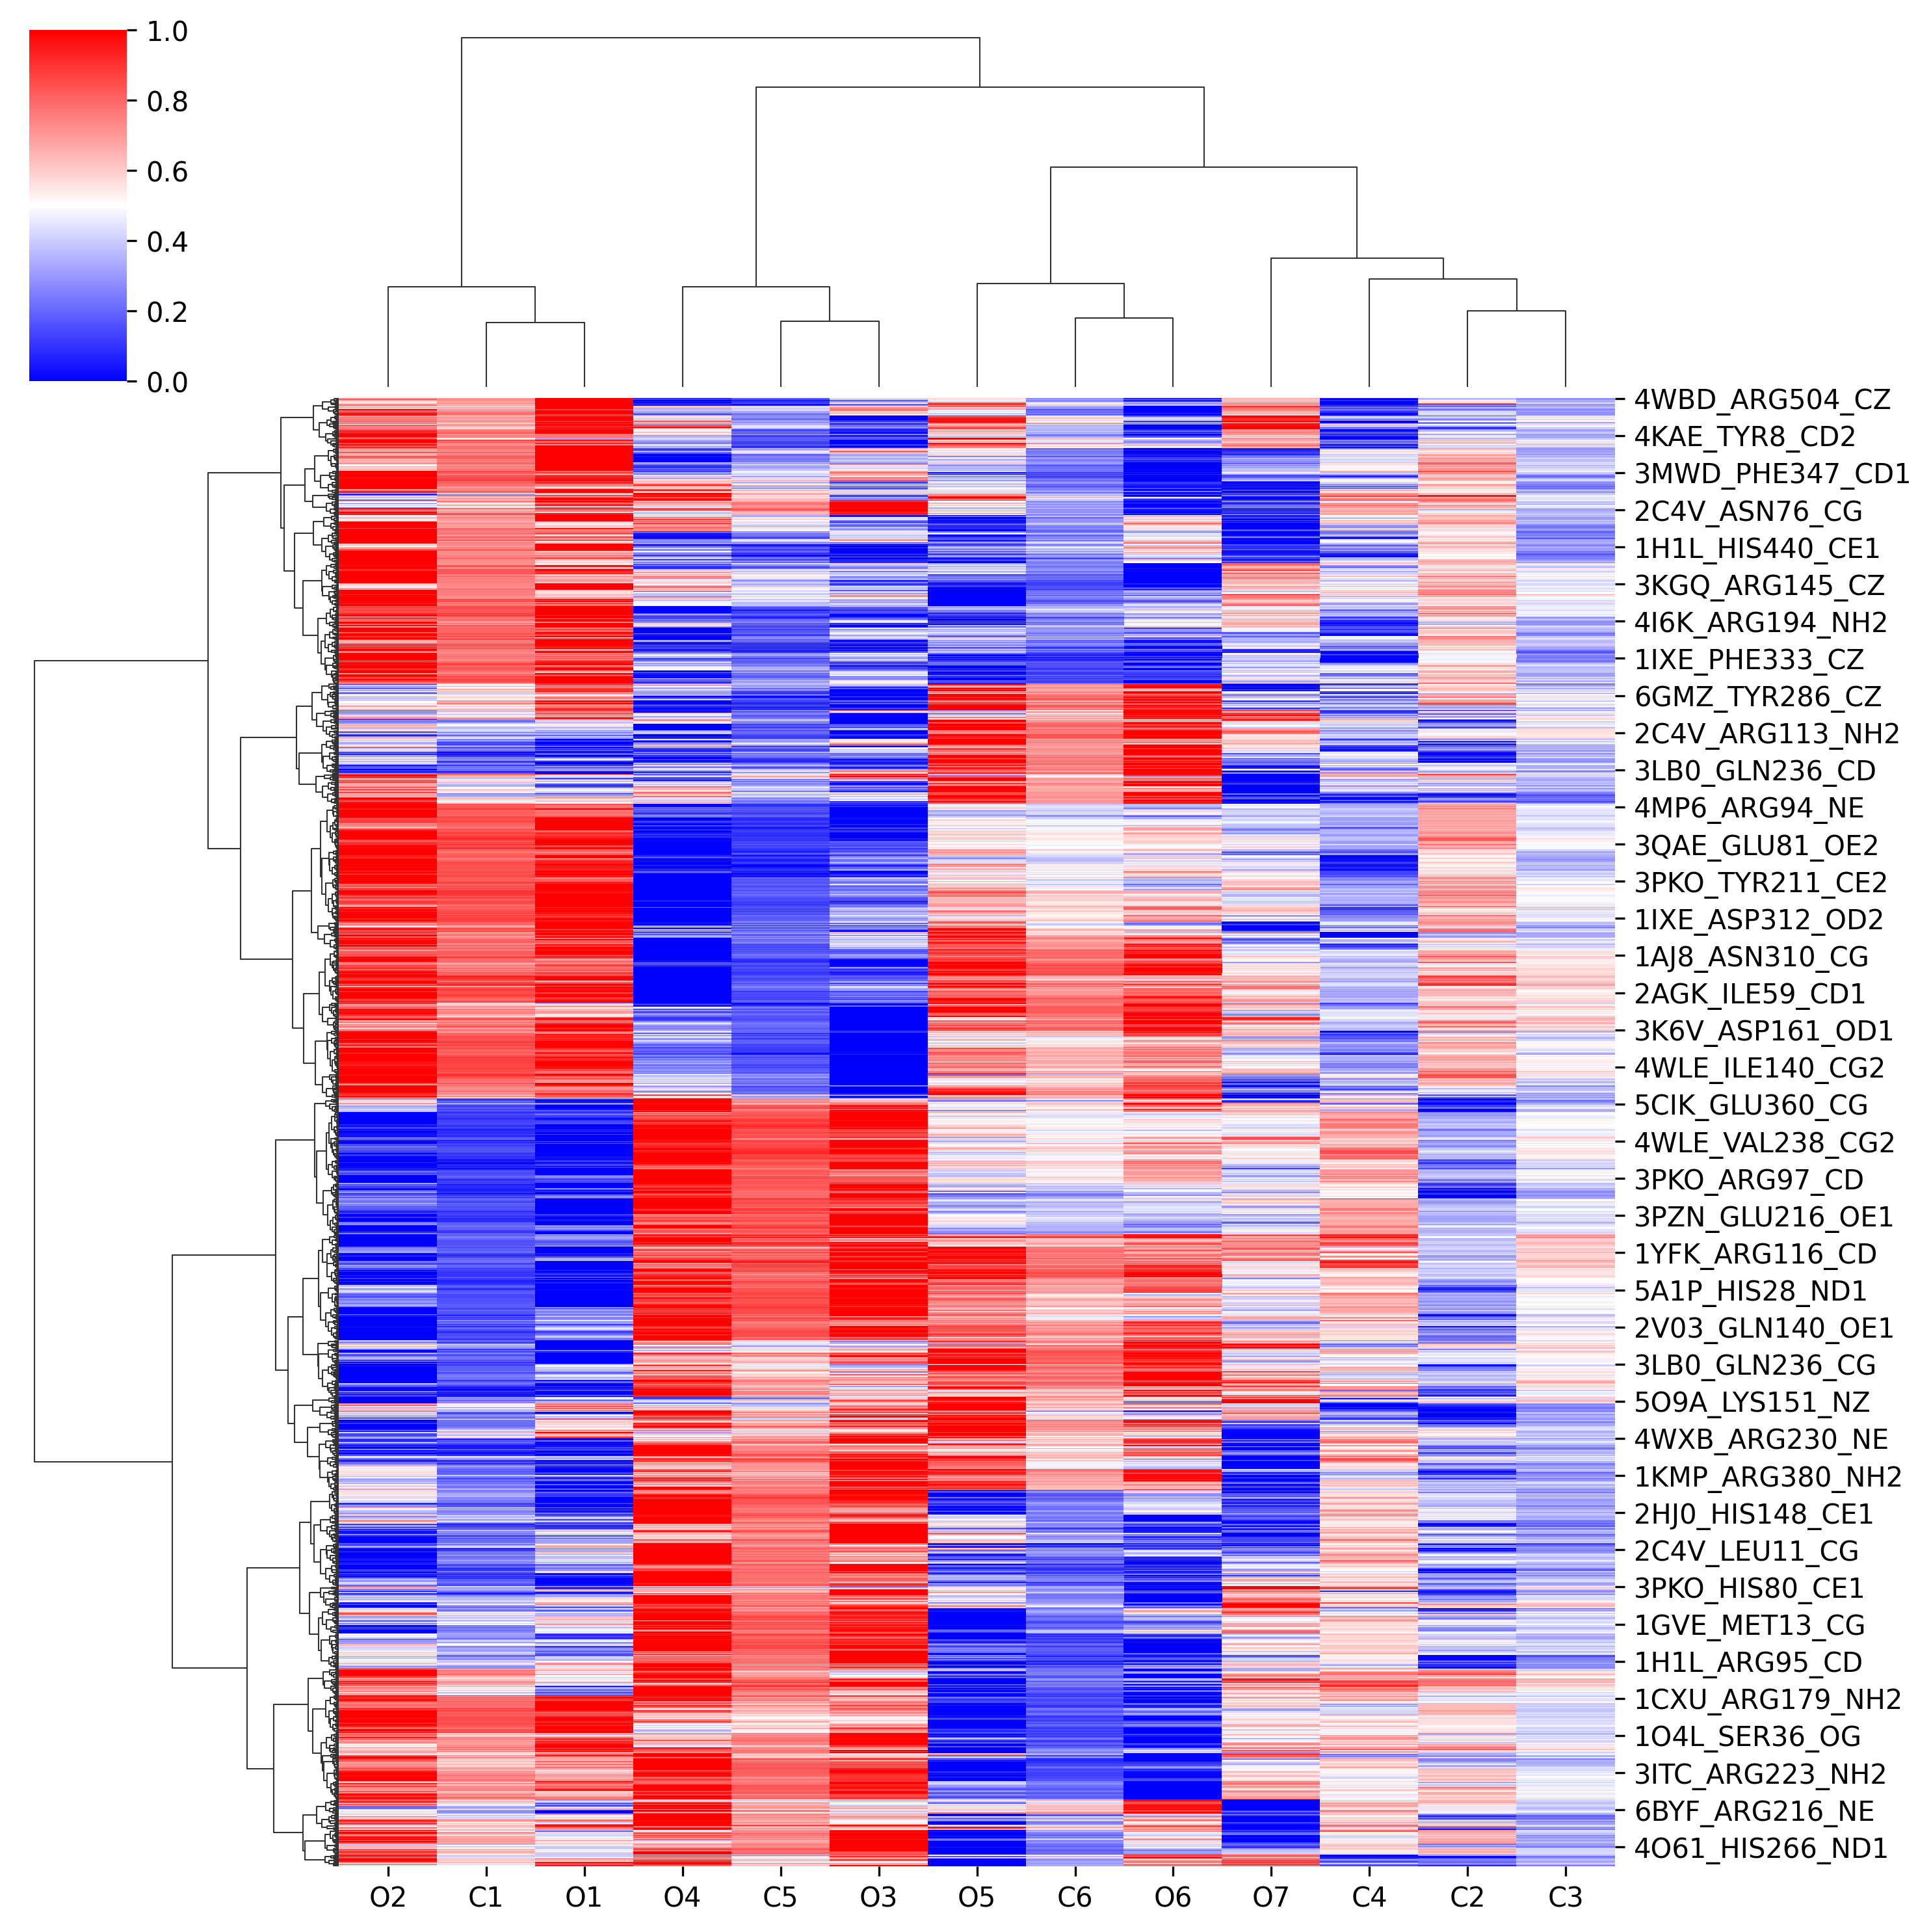 1.0
0.8
0.6
0.4
0.2
0.0
4WBD_ARG504_CZ
4KAE_TYR8_CD2
3MWD_PHE347_CD1
2C4V_ASN76_CG
1H1L_HIS440_CE1
3KGQ_ARG145_CZ
4I6K_ARG194_NH2
1IXE_PHE333_CZ
6GMZ_TYR286_CZ
2C4V_ARG113_NH2
3LB0_GLN236_CD
4MP6_ARG94_NE
3QAE_GLU81_OE2
3PKO_TYR211_CE2
1IXE_ASP312_OD2
1AJ8_ASN310_CG
2AGK_ILE59_CD1
3K6V_ASP161_OD1
4WLE_ILE140_CG2
5CIK_GLU360_CG
4WLE_VAL238_CG2
3PKO_ARG97_CD
3PZN_GLU216_OE1
1YFK_ARG116_CD
5A1P_HIS28_ND1
2V03_GLN140_OE1
3LB0_GLN236_CG
5O9A_LYS151_NZ
4WXB_ARG230_NE
1KMP_ARG380_NH2
2HJ0_HIS148_CE1
2C4V_LEU11_CG
3PKO_HIS80_CE1
1GVE_MET13_CG
1H1L_ARG95_CD
1CXU_ARG179_NH2
1O4L_SER36_OG
3ITC_ARG223_NH2
6BYF_ARG216_NE
4O61_HIS266_ND1
O2 C1 O1 O4 C5 O3 O5 C6 O6 O7 C4 C2 C3